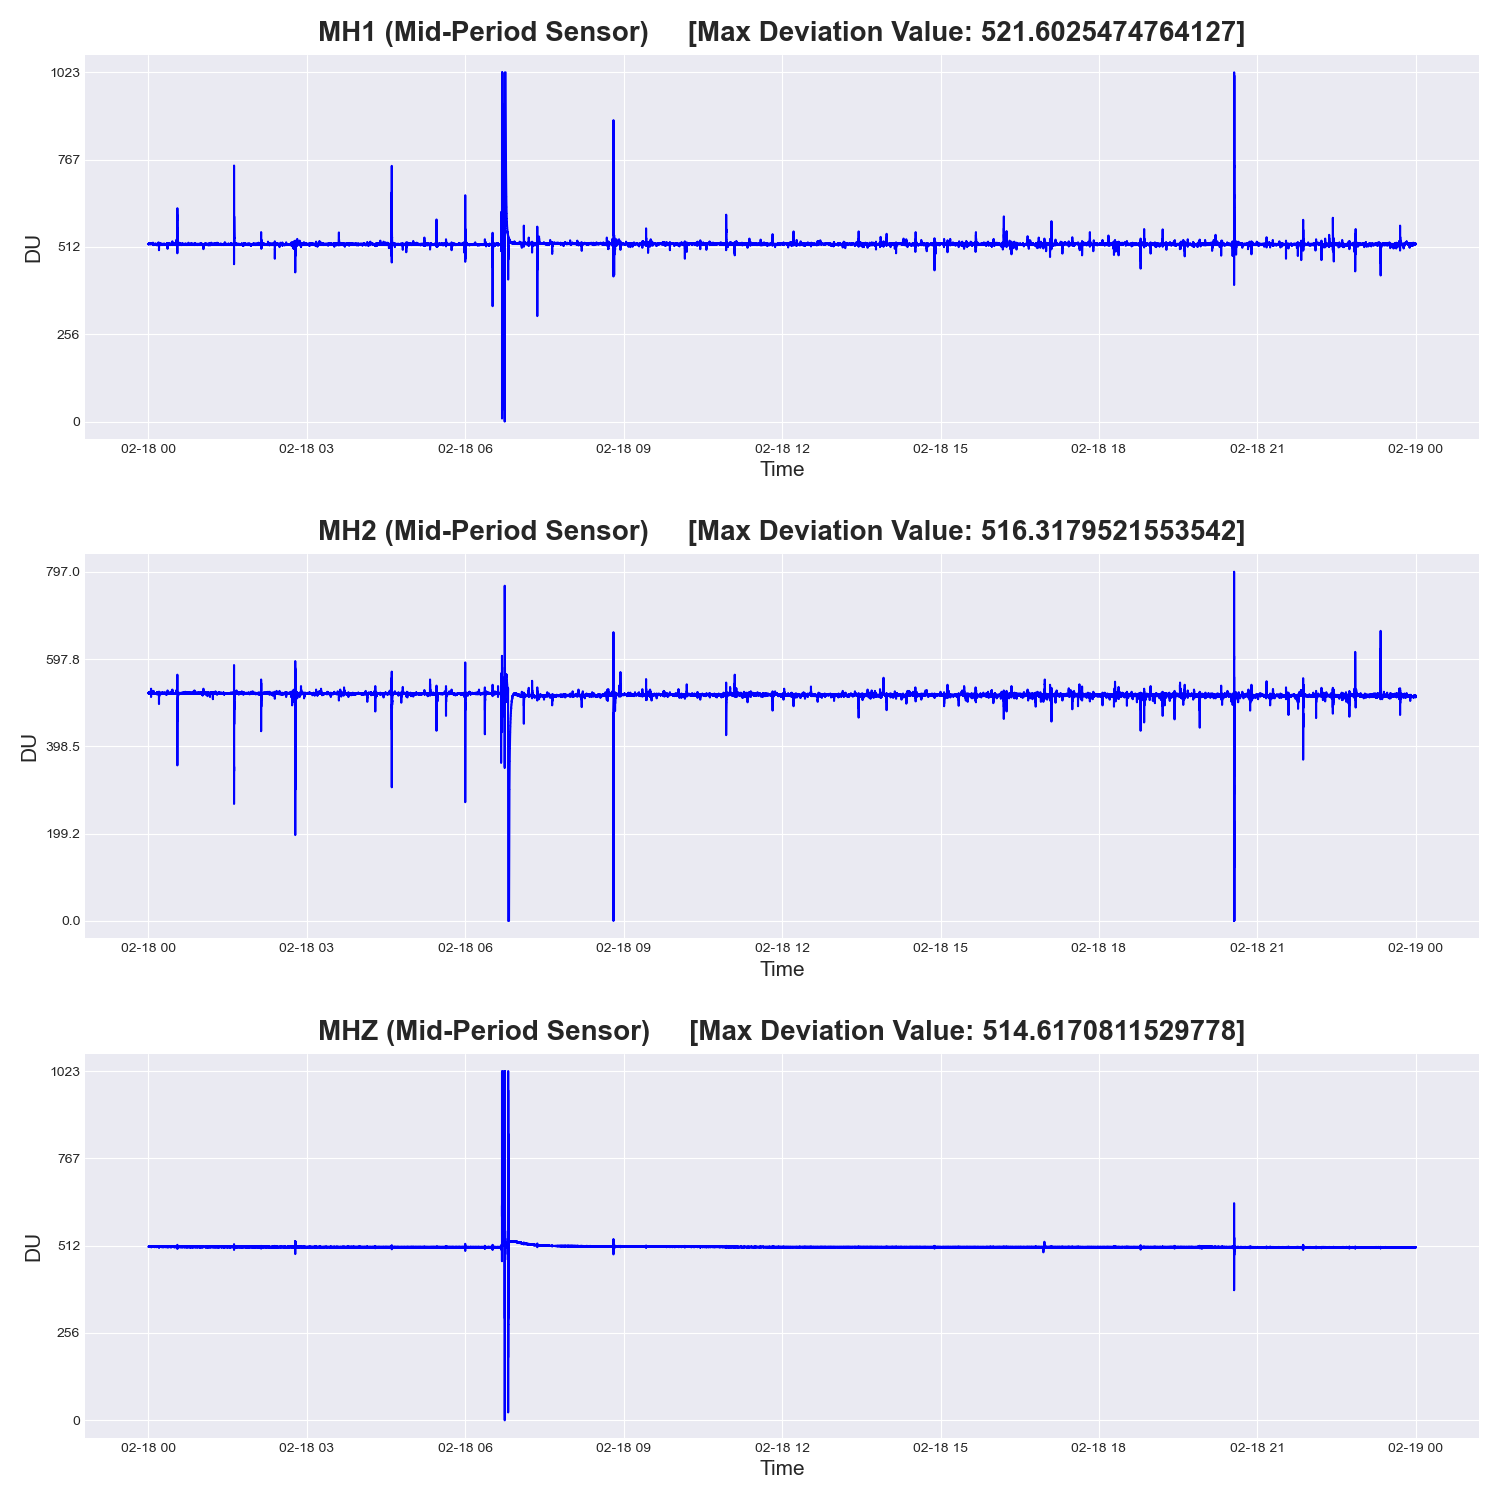 MH1 (Mid-Period Sensor) [Max Deviation Value: 521.6025474764127]
1023
767
512
256
0
DU
02-18 00 02-18 03 02-18 06 02-18 09 02-18 12 02-18 15 02-18 18 02-18 21 02-19 00
Time
MH2 (Mid-Period Sensor) [Max Deviation Value: 516.3179521553542]
797.0
597.8
398.5
199.2
0.0
DU
02-18 00 02-18 03 02-18 06 02-18 09 02-18 12 02-18 15 02-18 18 02-18 21 02-19 00
Time
MHZ (Mid-Period Sensor) [Max Deviation Value: 514.6170811529778]
1023
767
512
256
0
DU
02-18 00 02-18 03 02-18 06 02-18 09 02-18 12 02-18 15 02-18 18 02-18 21 02-19 00
Time